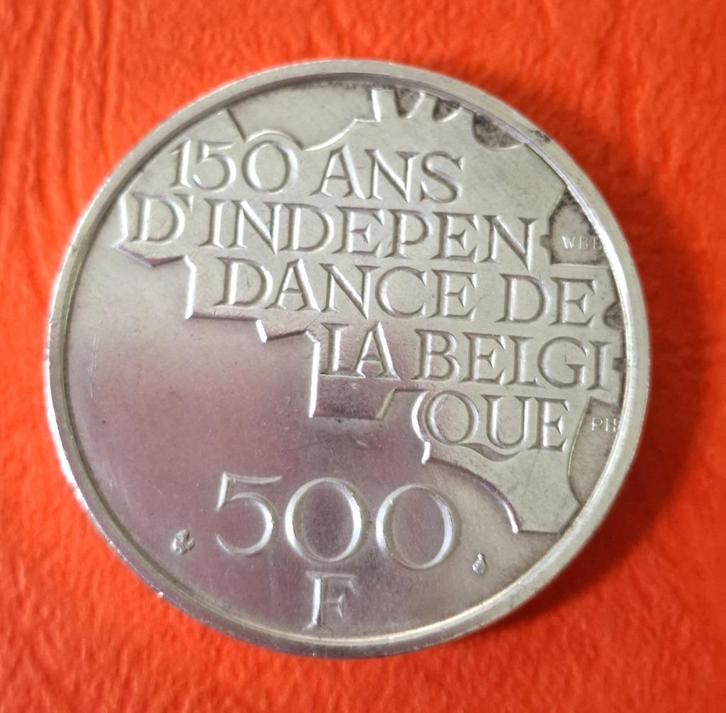 150 ANS
D'INDEPEN
DANCE DE
LA BELGI
QUE
500
F